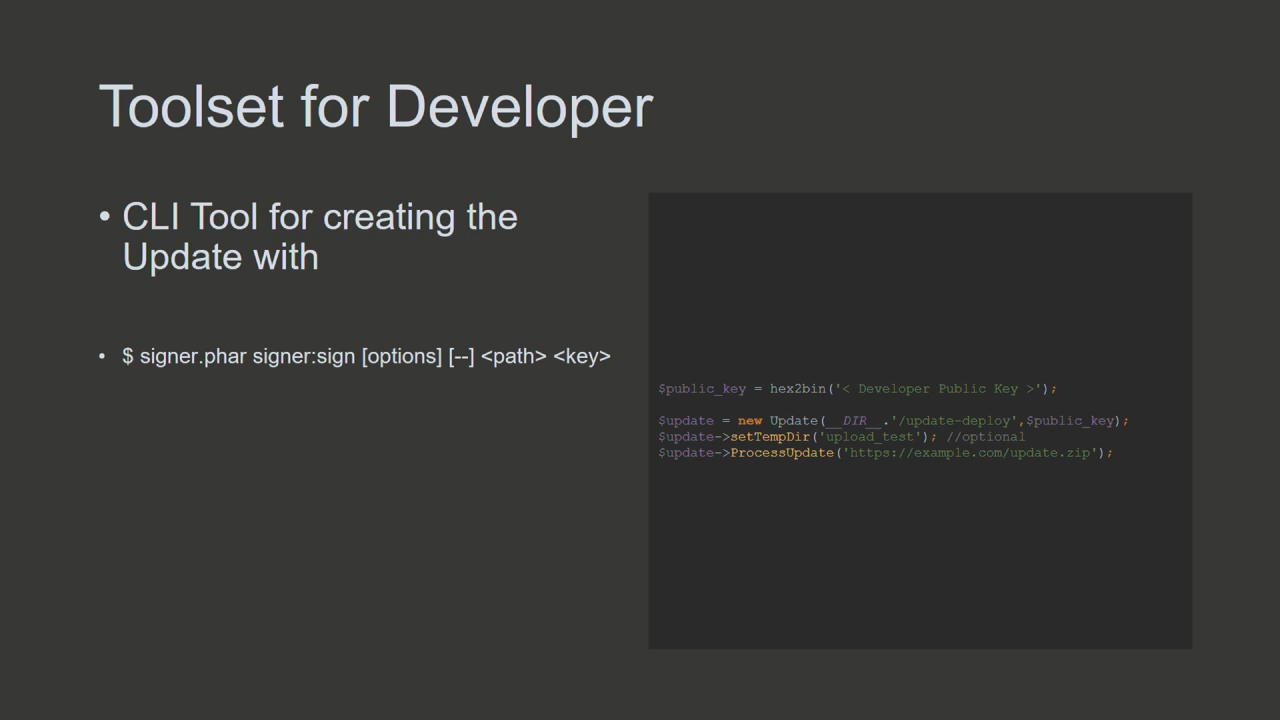 Toolset for Developer
• CLI Tool for creating the
Update with
• $ signer.phar signer:sign [options] [--] <path> <key>
$public_key = hex2bin('< Developer Public Key >');
$update = new Update(__DIR__.'/update-deploy',$public_key);
$update->setTempDir('upload_test'); //optional
$update->ProcessUpdate('https://example.com/update.zip');